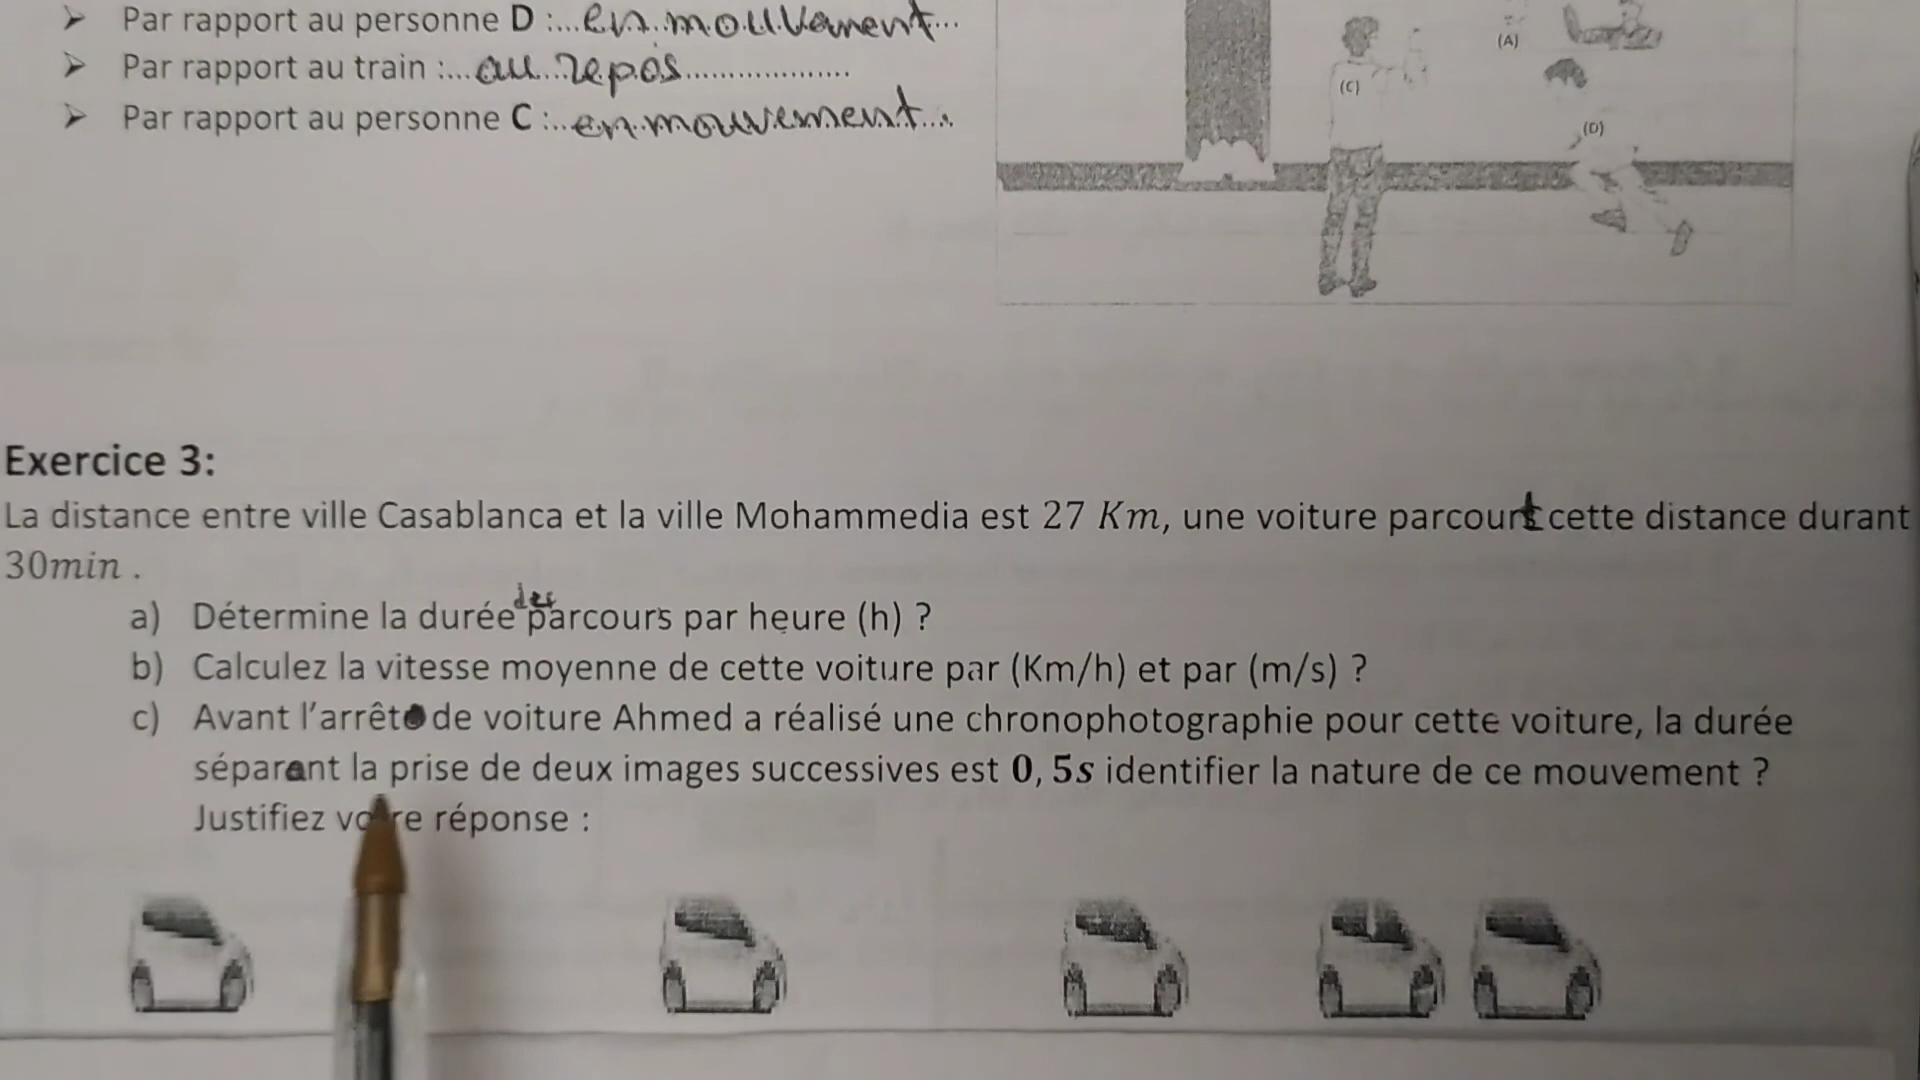 ➤ Par rapport au personne D :...en mouvement...
➤ Par rapport au train :...au repos...................
➤ Par rapport au personne C :..en mouvement...
(C)
(A)
(D)
Exercice 3:
La distance entre ville Casablanca et la ville Mohammedia est 27 Km, une voiture parcourt cette distance durant
30min .
a) Détermine la durée des parcours par heure (h) ?
b) Calculez la vitesse moyenne de cette voiture par (Km/h) et par (m/s) ?
c) Avant l'arrêt de voiture Ahmed a réalisé une chronophotographie pour cette voiture, la durée
séparant la prise de deux images successives est 0, 5s identifier la nature de ce mouvement ?
Justifiez votre réponse :